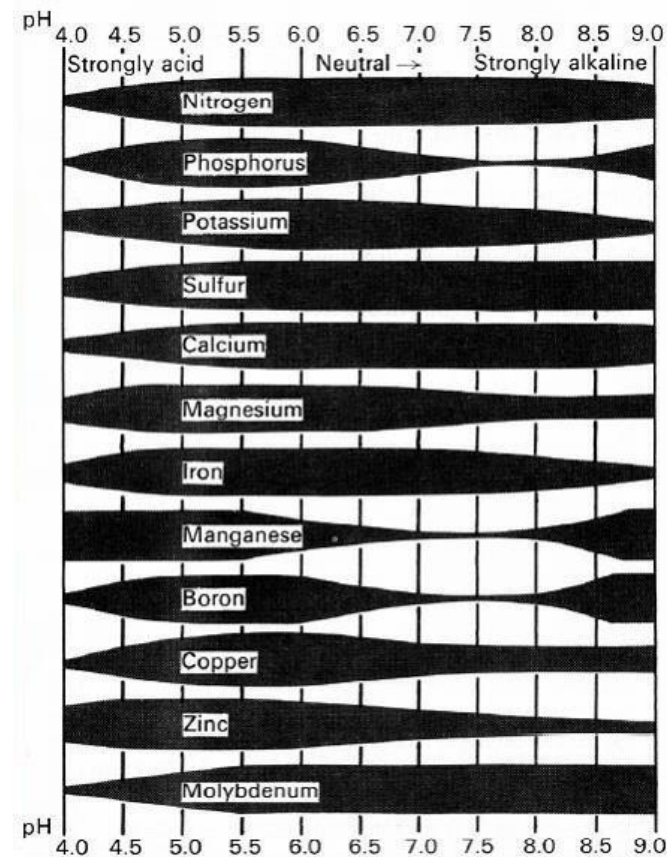 pH
4.0 4.5 5.0 5.5 6.0 6.5 7.0 7.5 8.0 8.5 9.0
Strongly acid Neutral → Strongly alkaline
Nitrogen
Phosphorus
Potassium
Sulfur
Calcium
Magnesium
Iron
Manganese
Boron
Copper
Zinc
Molybdenum
pH
4.0 4.5 5.0 5.5 6.0 6.5 7.0 7.5 8.0 8.5 9.0